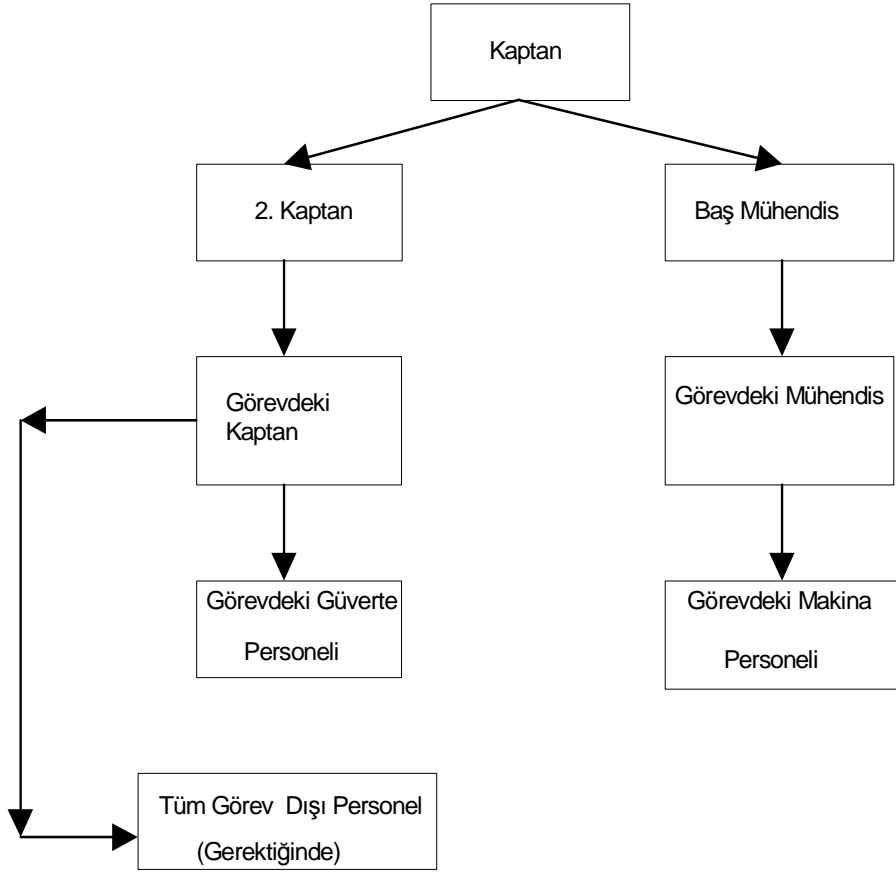 Kaptan
2. Kaptan
Baş Mühendis
Görevdeki
Kaptan
Görevdeki Mühendis
Görevdeki Güverte
Personeli
Görevdeki Makina
Personeli
Tüm Görev Dışı Personel
(Gerektiğinde)